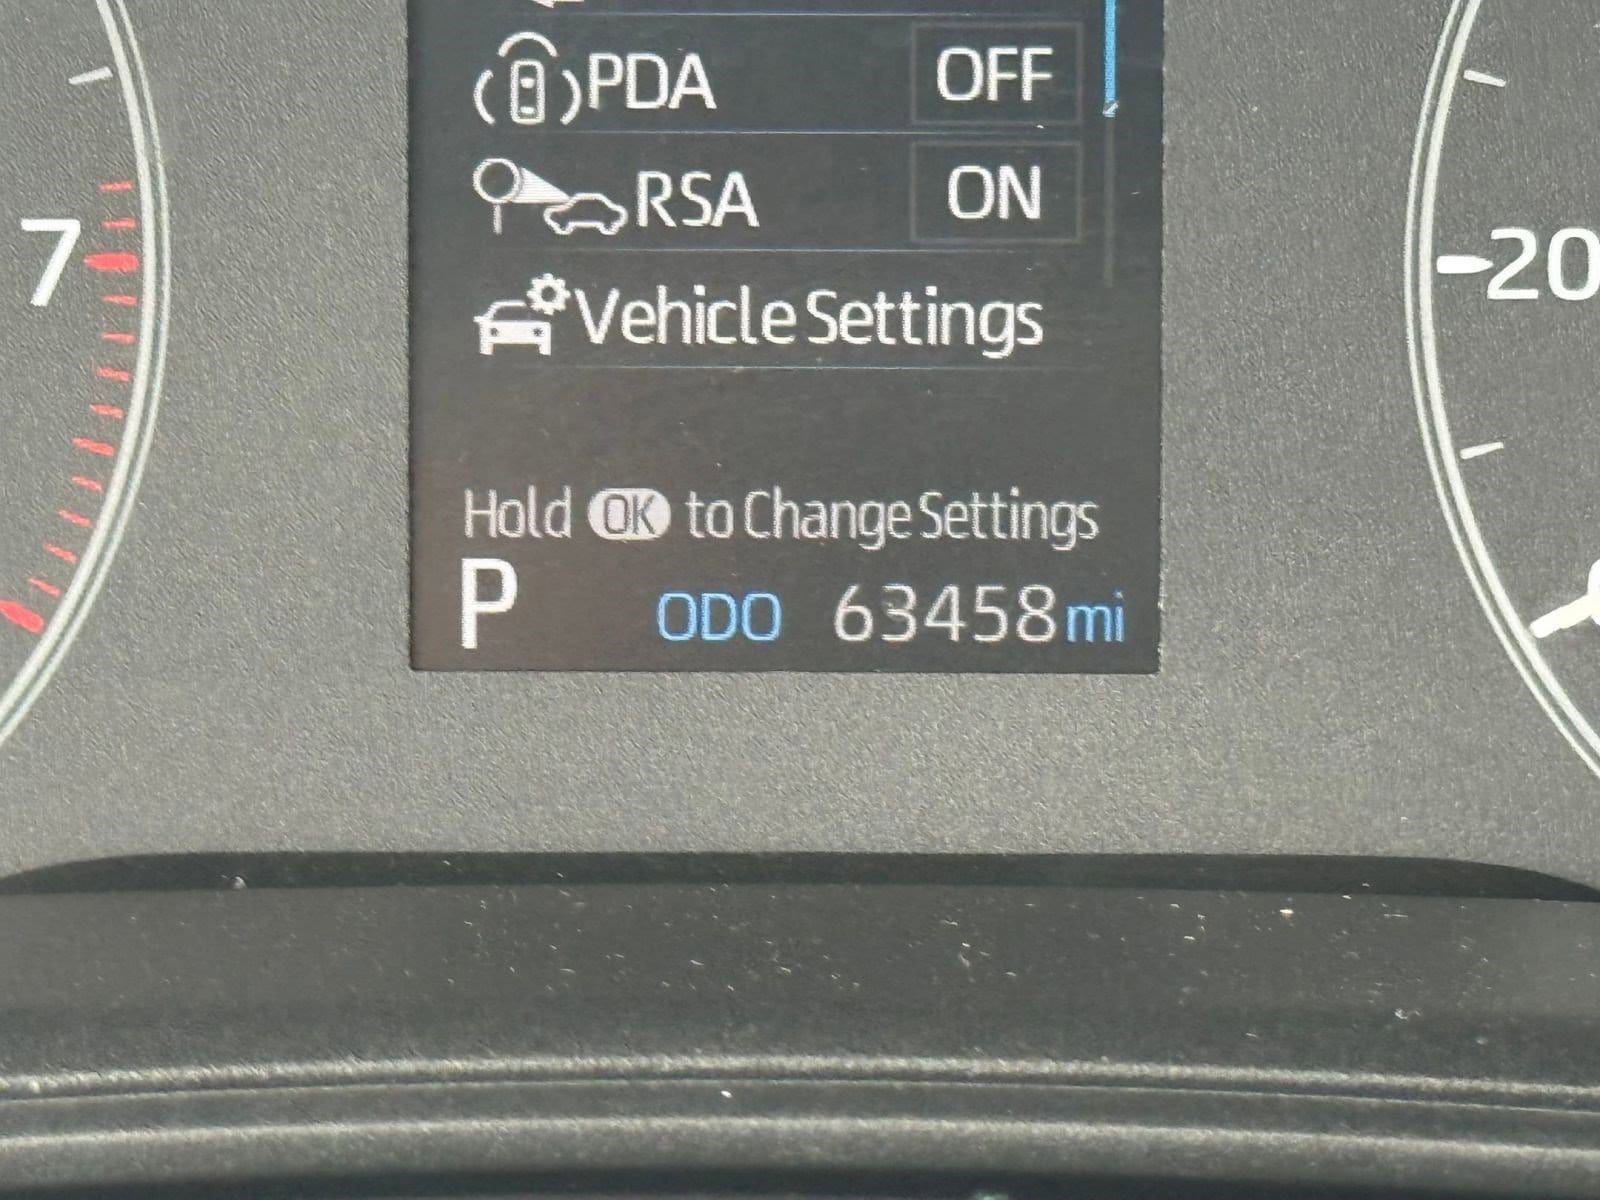 PDA OFF
RSA ON
Vehicle Settings
Hold OK to Change Settings
P ODO 63458 mi
7
20